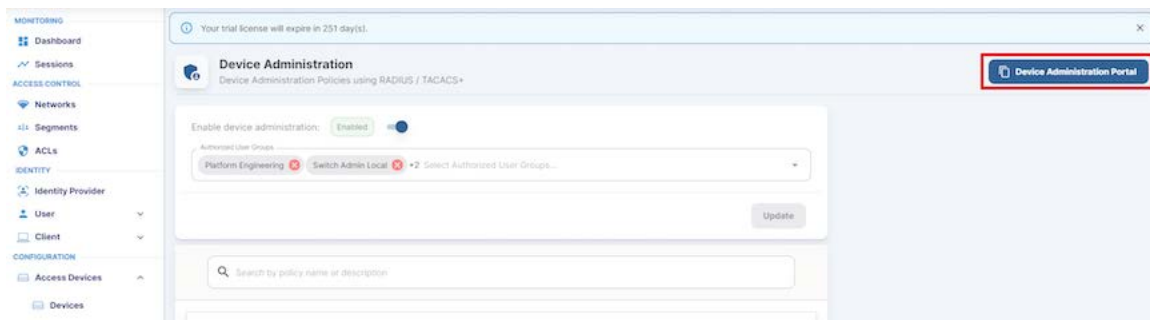 MONITORING
Dashboard
Sessions
ACCESS CONTROL
Networks
Segments
ACLs
IDENTITY
Identity Provider
User
Client
CONFIGURATION
Access Devices
Devices
Your trial license will expire in 251 day(s).
Device Administration
Device Administration Policies using RADIUS / TACACS+
Device Administration Portal
Enable device administration: Enabled
Authorized User Groups
Platform Engineering Switch Admin Local +2 Select Authorized User Groups...
Update
Search by policy name or description